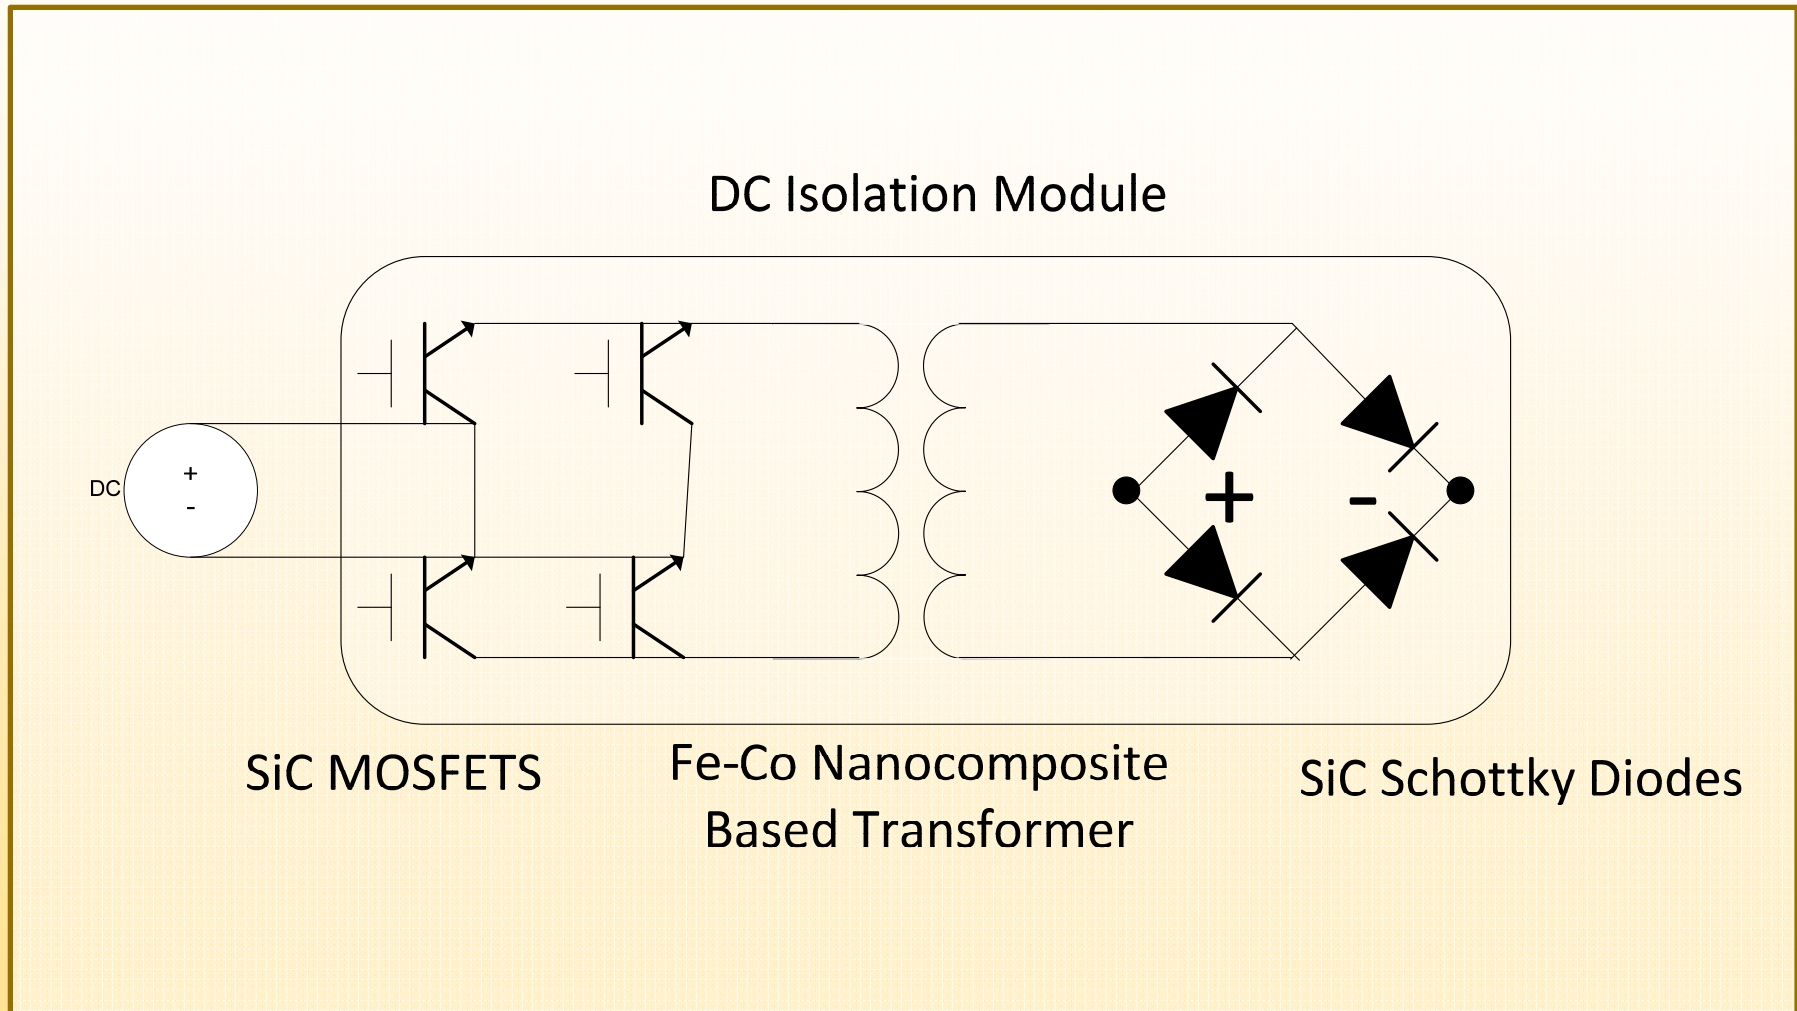 DC Isolation Module
DC
+
-
+
-
SiC MOSFETS
Fe-Co Nanocomposite
Based Transformer
SiC Schottky Diodes